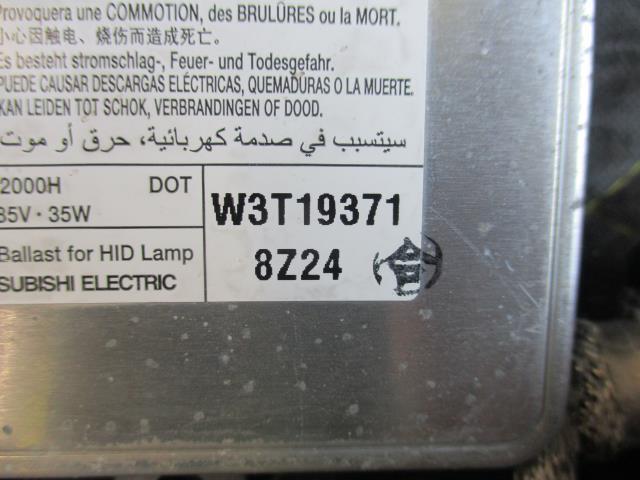 Provoquera une COMMOTION, des BRULÛRES ou la MORT.
小心因触电、烧伤而造成死亡。
Es besteht stromschlag-, Feuer- und Todesgefahr.
PUEDE CAUSAR DESCARGAS ELÉCTRICAS, QUEMADURAS O LA MUERTE.
KAN LEIDEN TOT SCHOK, VERBRANDINGEN OF DOOD.
سيتسبب في صدمة كهربائية، حرق أو موت
2000H DOT
85V · 35W
W3T19371
Ballast for HID Lamp
8Z24
SUBISHI ELECTRIC